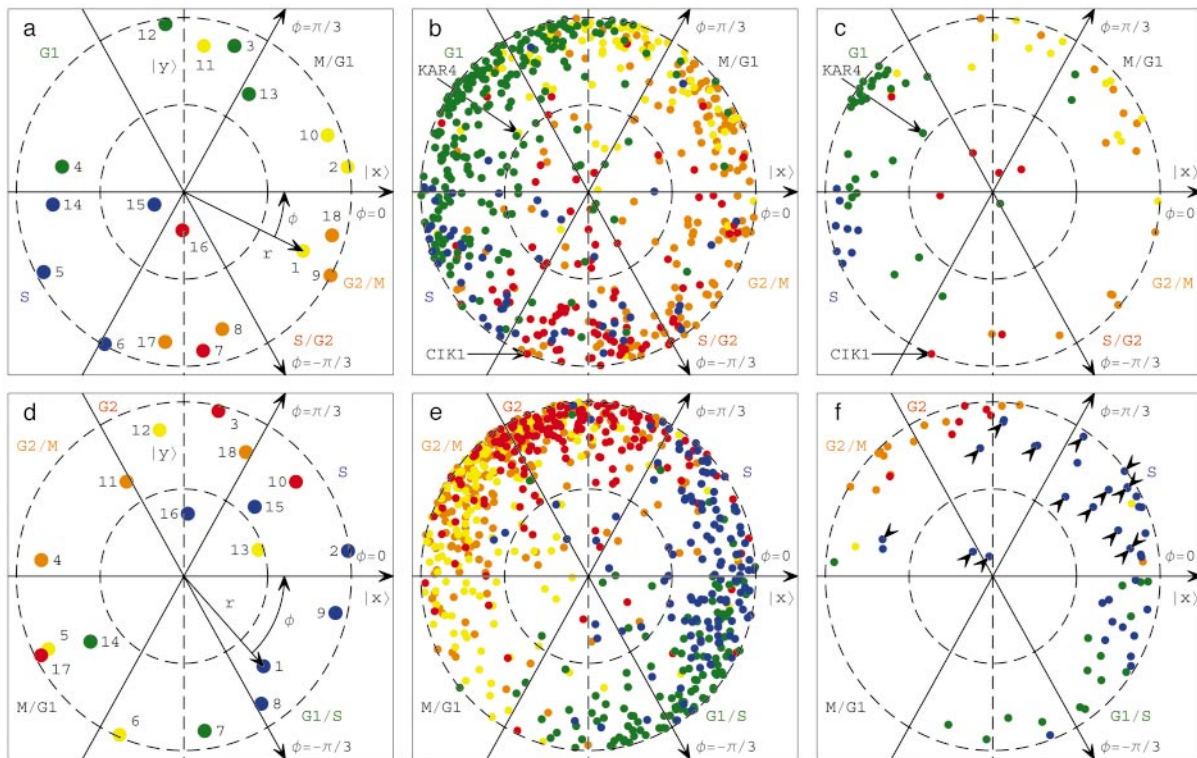 a
12
G1
|y⟩
11
3
ϕ=π/3
M/G1
13
10
2
|x⟩
4
14
15
ϕ
ϕ=0
18
16
r
1
5
S
9
G2/M
6
17
8
7
S/G2
ϕ=−π/3
b
G1
KAR4
ϕ=π/3
M/G1
|x⟩
ϕ=0
S
G2/M
CIK1
S/G2
ϕ=−π/3
c
G1
KAR4
ϕ=π/3
M/G1
|x⟩
ϕ=0
S
G2/M
CIK1
S/G2
ϕ=−π/3
d
G2
G2/M
12
|y⟩
3
ϕ=π/3
18
S
11
10
16
15
13
2
ϕ=0
4
|x⟩
r
ϕ
9
5
14
17
1
M/G1
8
6
7
G1/S
ϕ=−π/3
e
G2
G2/M
ϕ=π/3
S
ϕ=0
|x⟩
M/G1
G1/S
ϕ=−π/3
f
G2
G2/M
ϕ=π/3
S
ϕ=0
|x⟩
M/G1
G1/S
ϕ=−π/3